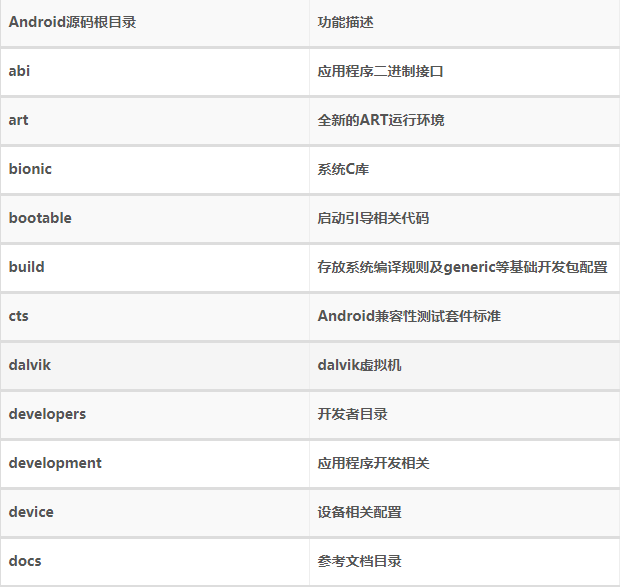 Android源码根目录 功能描述
abi 应用程序二进制接口
art 全新的ART运行环境
bionic 系统C库
bootable 启动引导相关代码
build 存放系统编译规则及generic等基础开发包配置
cts Android兼容性测试套件标准
dalvik dalvik虚拟机
developers 开发者目录
development 应用程序开发相关
device 设备相关配置
docs 参考文档目录